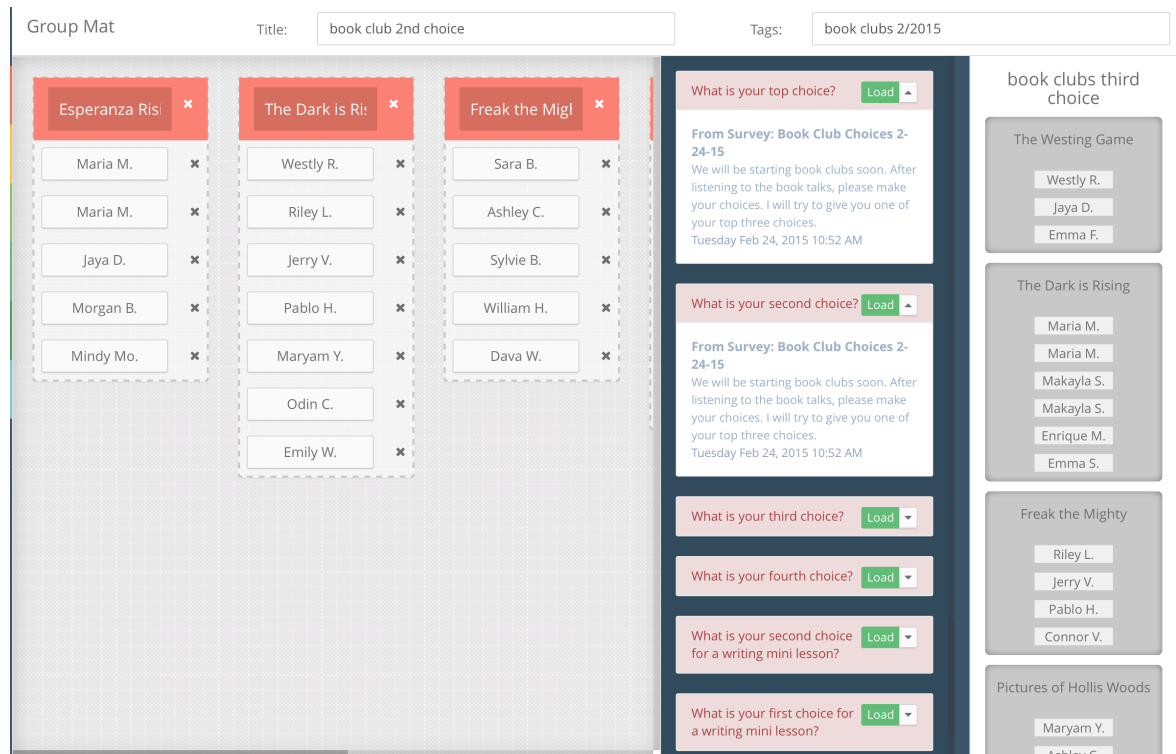 Group Mat
Title:
book club 2nd choice
Tags:
book clubs 2/2015
Esperanza Risi
Maria M.
Maria M.
Jaya D.
Morgan B.
Mindy Mo.
The Dark is Ris
Westly R.
Riley L.
Jerry V.
Pablo H.
Maryam Y.
Odin C.
Emily W.
Freak the Migl
Sara B.
Ashley C.
Sylvie B.
William H.
Dava W.
What is your top choice?
Load
From Survey: Book Club Choices 2-
24-15
We will be starting book clubs soon. After
listening to the book talks, please make
your choices. I will try to give you one of
your top three choices.
Tuesday Feb 24, 2015 10:52 AM
What is your second choice?
Load
From Survey: Book Club Choices 2-
24-15
We will be starting book clubs soon. After
listening to the book talks, please make
your choices. I will try to give you one of
your top three choices.
Tuesday Feb 24, 2015 10:52 AM
What is your third choice?
Load
What is your fourth choice?
Load
What is your second choice
for a writing mini lesson?
Load
What is your first choice for
a writing mini lesson?
Load
book clubs third
choice
The Westing Game
Westly R.
Jaya D.
Emma F.
The Dark is Rising
Maria M.
Maria M.
Makayla S.
Makayla S.
Enrique M.
Emma S.
Freak the Mighty
Riley L.
Jerry V.
Pablo H.
Connor V.
Pictures of Hollis Woods
Maryam Y.